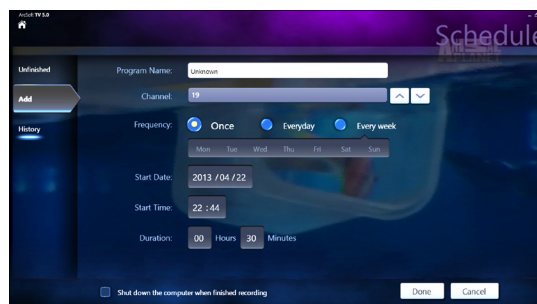 ArcSoft TV 5.0
Schedule
ANIMAL PLANET
Unfinished
Add
History
Program Name: Unknown
Channel: 19
Frequency: Once Everyday Every week
Mon Tue Wed Thu Fri Sat Sun
Start Date: 2013 /04 /22
Start Time: 22 :44
Duration: 00 Hours 30 Minutes
Shut down the computer when finished recording
Done Cancel